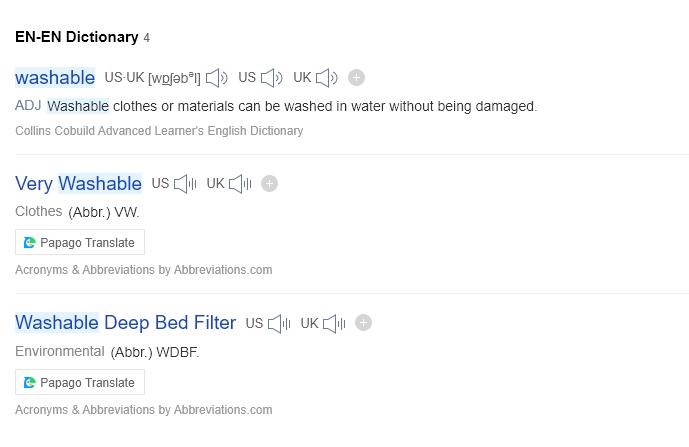 EN-EN Dictionary 4
washable US·UK [wɒʃəbᵊl] US UK
ADJ Washable clothes or materials can be washed in water without being damaged.
Collins Cobuild Advanced Learner's English Dictionary
Very Washable US UK
Clothes (Abbr.) VW.
Papago Translate
Acronyms & Abbreviations by Abbreviations.com
Washable Deep Bed Filter US UK
Environmental (Abbr.) WDBF.
Papago Translate
Acronyms & Abbreviations by Abbreviations.com